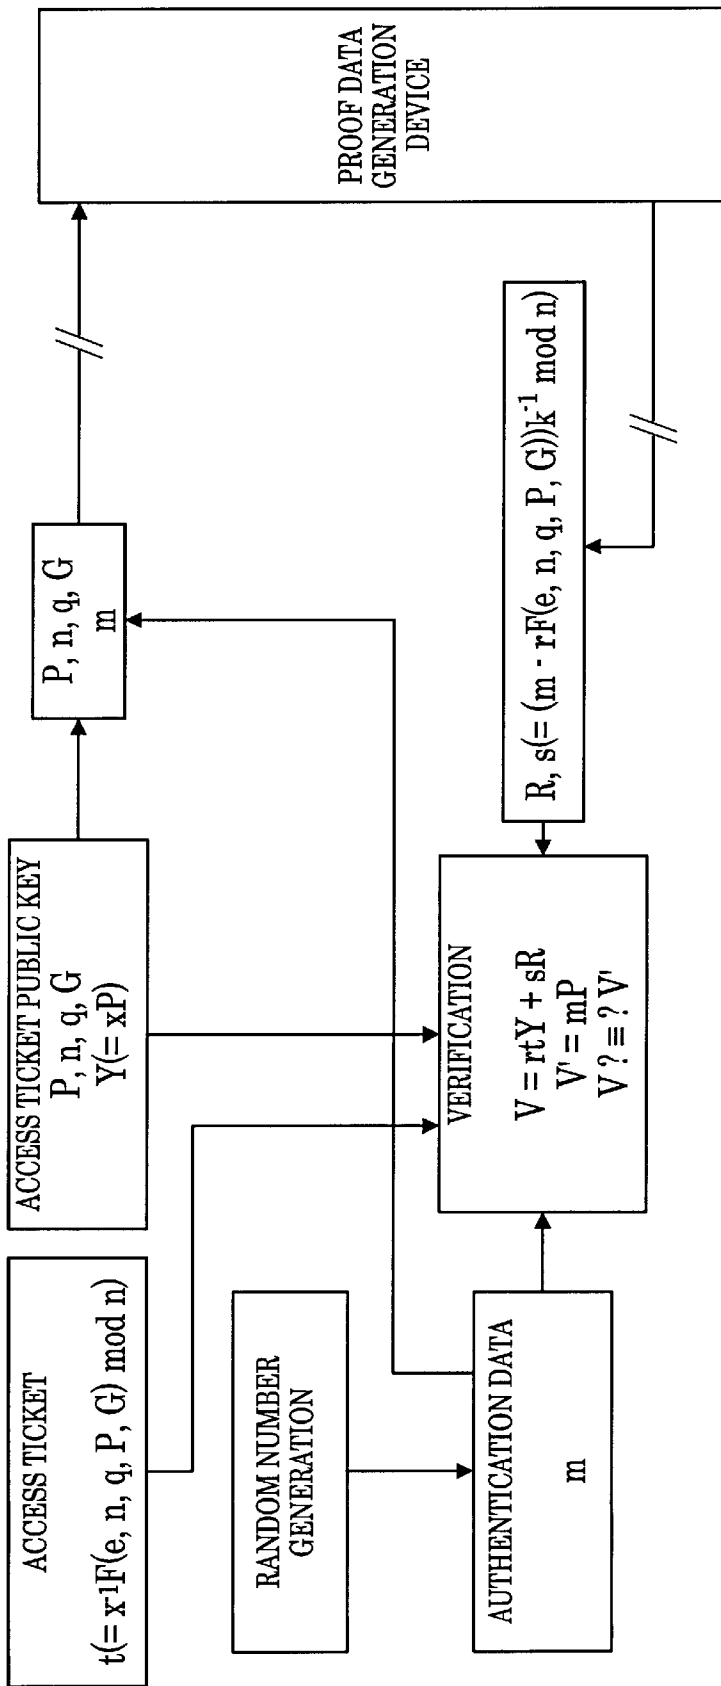 ACCESS TICKET
t(= x⁻¹F(e, n, q, P, G) mod n)
ACCESS TICKET PUBLIC KEY
P, n, q, G
Y(= xP)
P, n, q, G
m
RANDOM NUMBER
GENERATION
AUTHENTICATION DATA
m
VERIFICATION
V = rtY + sR
V' = mP
V ? ≡ ? V'
R, s(= (m - rF(e, n, q, P, G))k⁻¹ mod n)
PROOF DATA
GENERATION
DEVICE